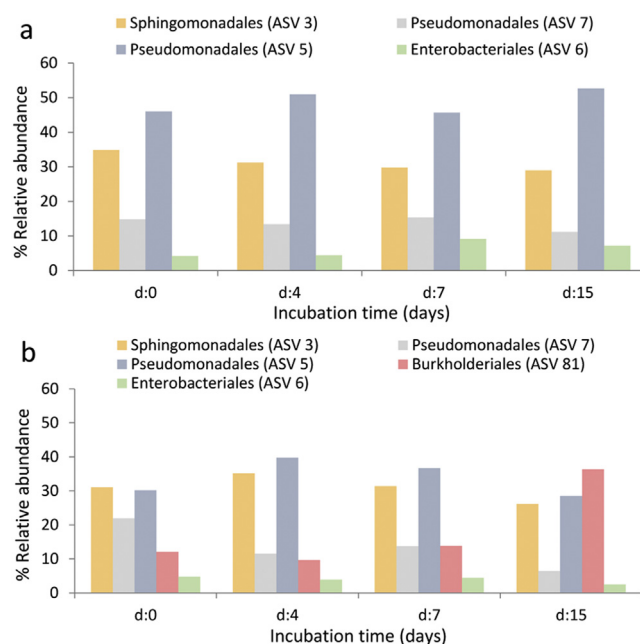 a
Sphingomonadales (ASV 3) Pseudomonadales (ASV 7)
Pseudomonadales (ASV 5) Enterobacteriales (ASV 6)
% Relative abundance
60
50
40
30
20
10
0
d:0 d:4 d:7 d:15
Incubation time (days)
b
Sphingomonadales (ASV 3) Pseudomonadales (ASV 7)
Pseudomonadales (ASV 5) Burkholderiales (ASV 81)
Enterobacteriales (ASV 6)
% Relative abundance
60
50
40
30
20
10
0
d:0 d:4 d:7 d:15
Incubation time (days)